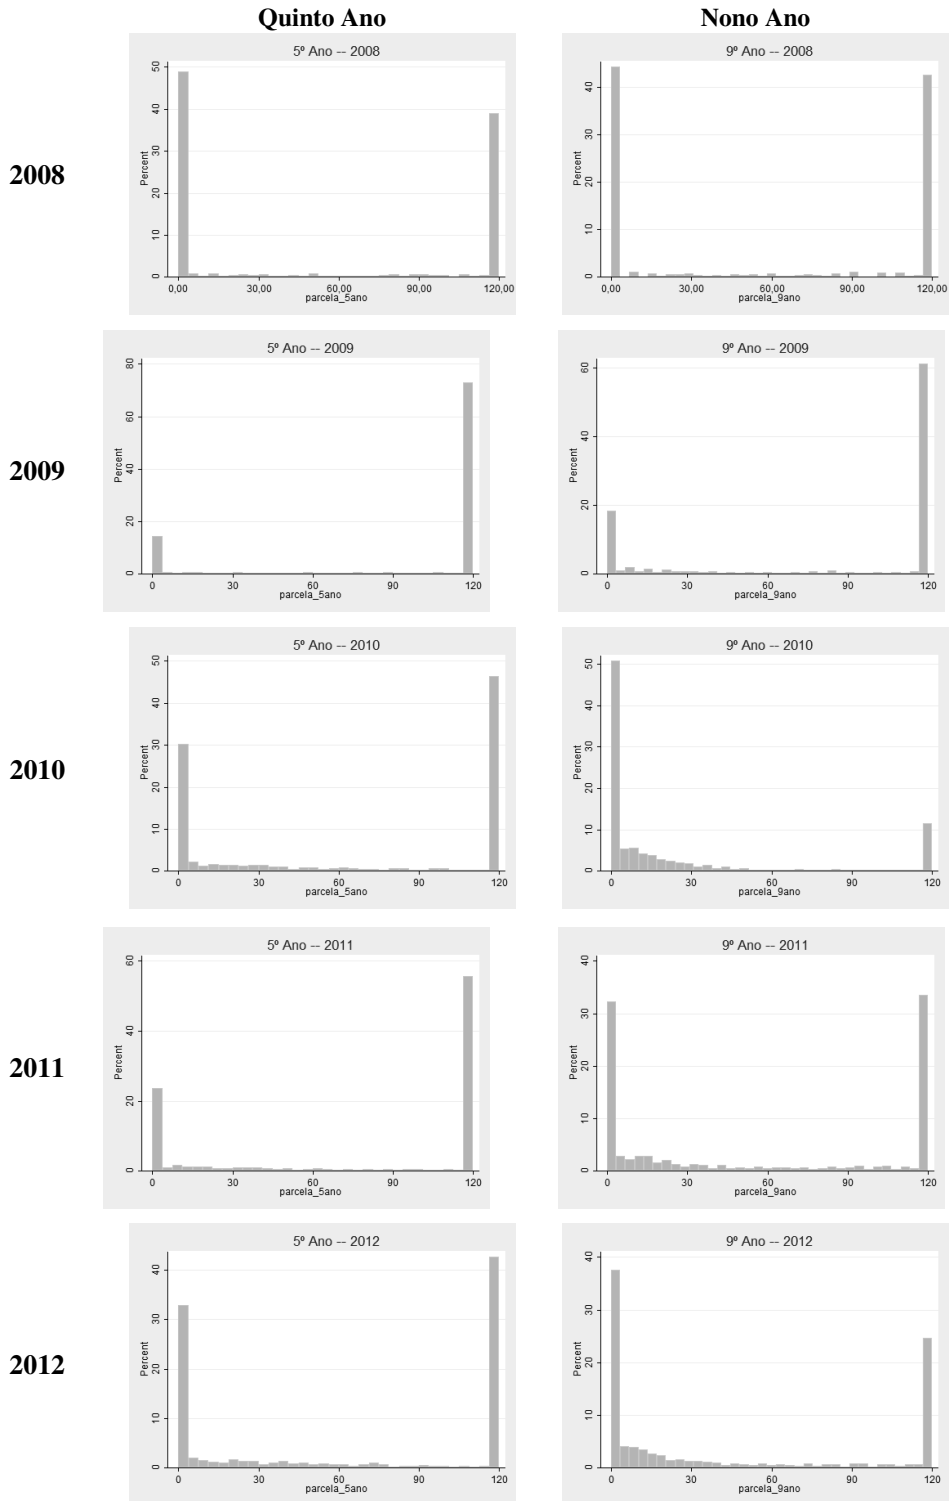 Quinto Ano
Nono Ano
2008
5º Ano -- 2008
Percent
0 10 20 30 40 50
0,00 30,00 60,00 90,00 120,00
parcela_5ano
9º Ano -- 2008
Percent
0 10 20 30 40
0,00 30,00 60,00 90,00 120,00
parcela_9ano
2009
5º Ano -- 2009
Percent
0 20 40 60 80
0 30 60 90 120
parcela_5ano
9º Ano -- 2009
Percent
0 20 40 60
0 30 60 90 120
parcela_9ano
2010
5º Ano -- 2010
Percent
0 10 20 30 40 50
0 30 60 90 120
parcela_5ano
9º Ano -- 2010
Percent
0 10 20 30 40 50
0 30 60 90 120
parcela_9ano
2011
5º Ano -- 2011
Percent
0 20 40 60
0 30 60 90 120
parcela_5ano
9º Ano -- 2011
Percent
0 10 20 30 40
0 30 60 90 120
parcela_9ano
2012
5º Ano -- 2012
Percent
0 10 20 30 40
0 30 60 90 120
parcela_5ano
9º Ano -- 2012
Percent
0 10 20 30 40
0 30 60 90 120
parcela_9ano